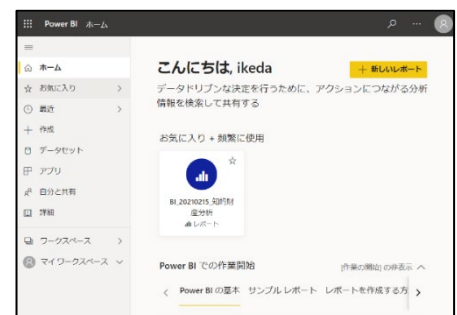 Power BI ホーム
ホーム
お気に入り
最近
作成
データセット
アプリ
自分と共有
詳細
ワークスペース
マイワークスペース
こんにちは, ikeda
+ 新しいレポート
データドリブンな決定を行うために、アクションにつながる分析
情報を検索して共有する
お気に入り + 頻繁に使用
BI_20210215_知的財
産分析
レポート
Power BI での作業開始
[作業の開始] の非表示
Power BI の基本 サンプル レポート レポートを作成する方